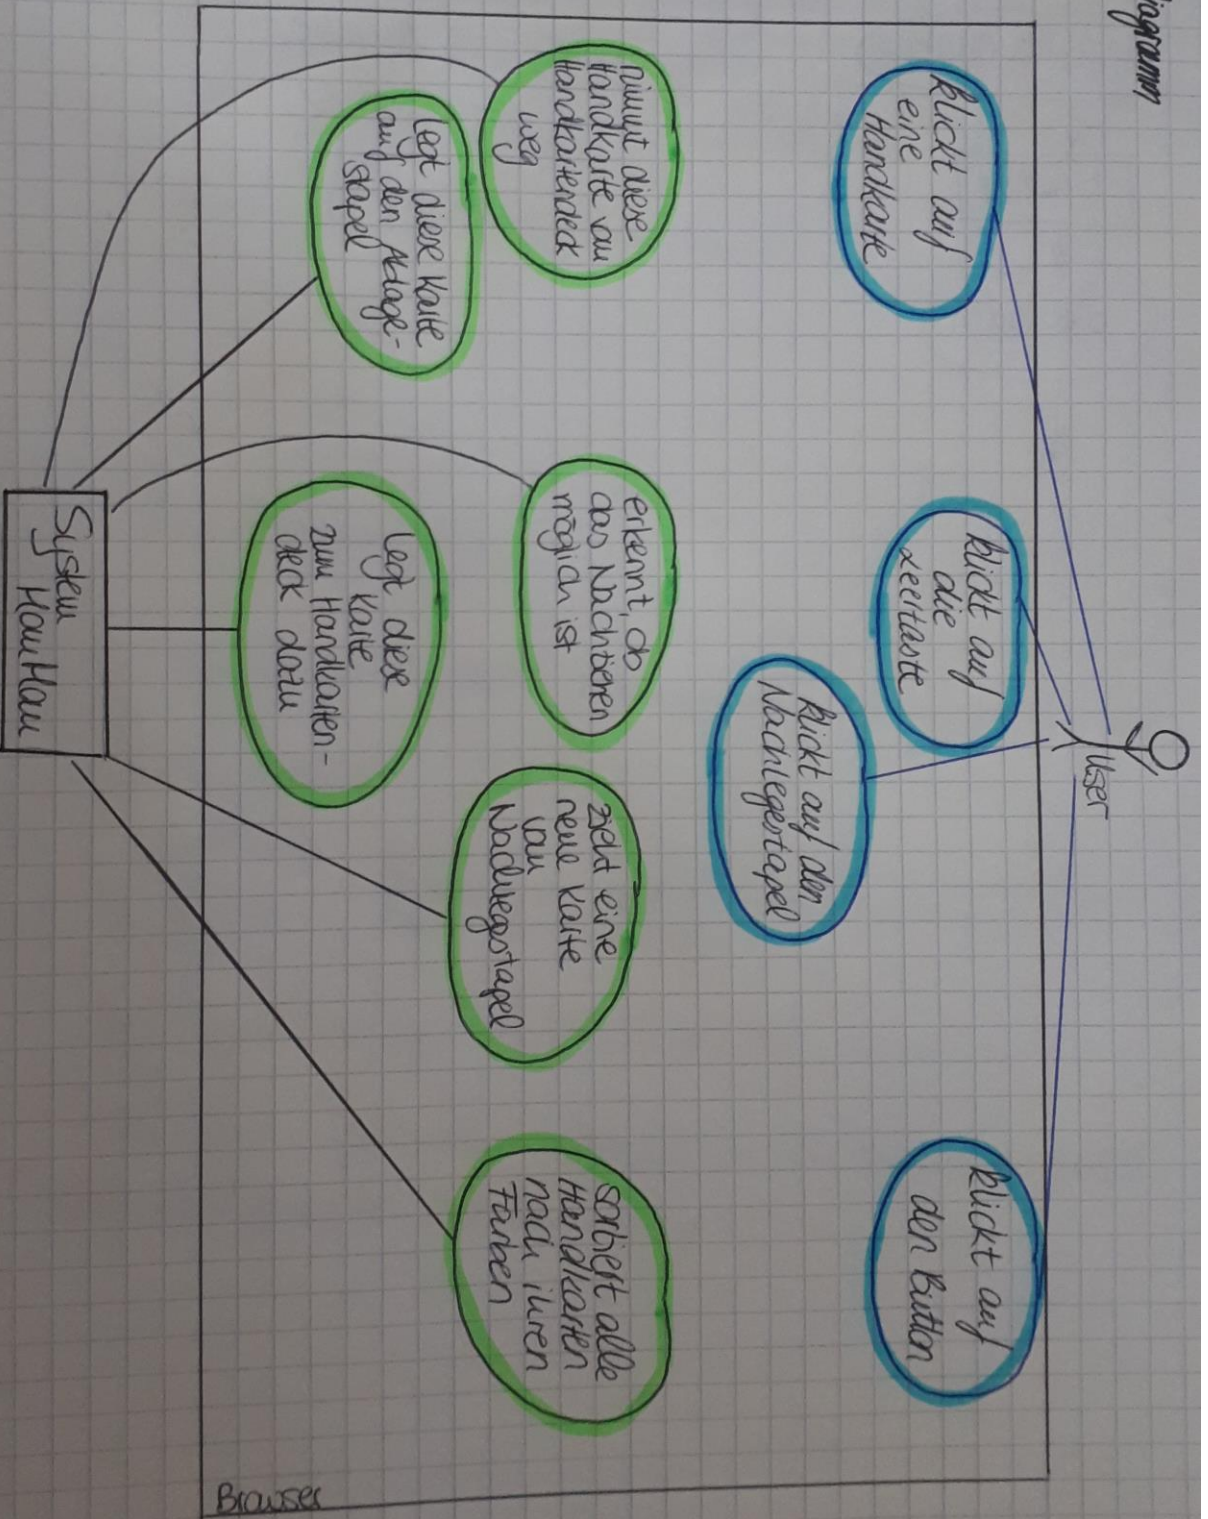 iagramm
User
klickt auf
eine
Handkarte
klickt auf
die
Leertaste
klickt auf den
Nachlegestapel
klickt auf
den Button
nimmt diese
Handkarte vom
Handkartendeck
weg
legt diese Karte
auf den Ablage-
stapel
erkennt, ob
das Nachziehen
möglich ist
legt diese
Karte
zum Handkarten-
deck dazu
zieht eine
neue Karte
vom
Nachlegestapel
sortiert alle
Handkarten
nach ihren
Farben
System
MauMau
Browser